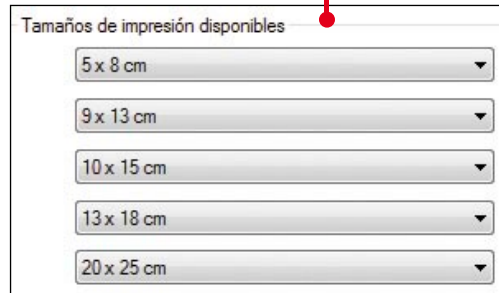 Tamaños de impresión disponibles
5 x 8 cm
9 x 13 cm
10 x 15 cm
13 x 18 cm
20 x 25 cm